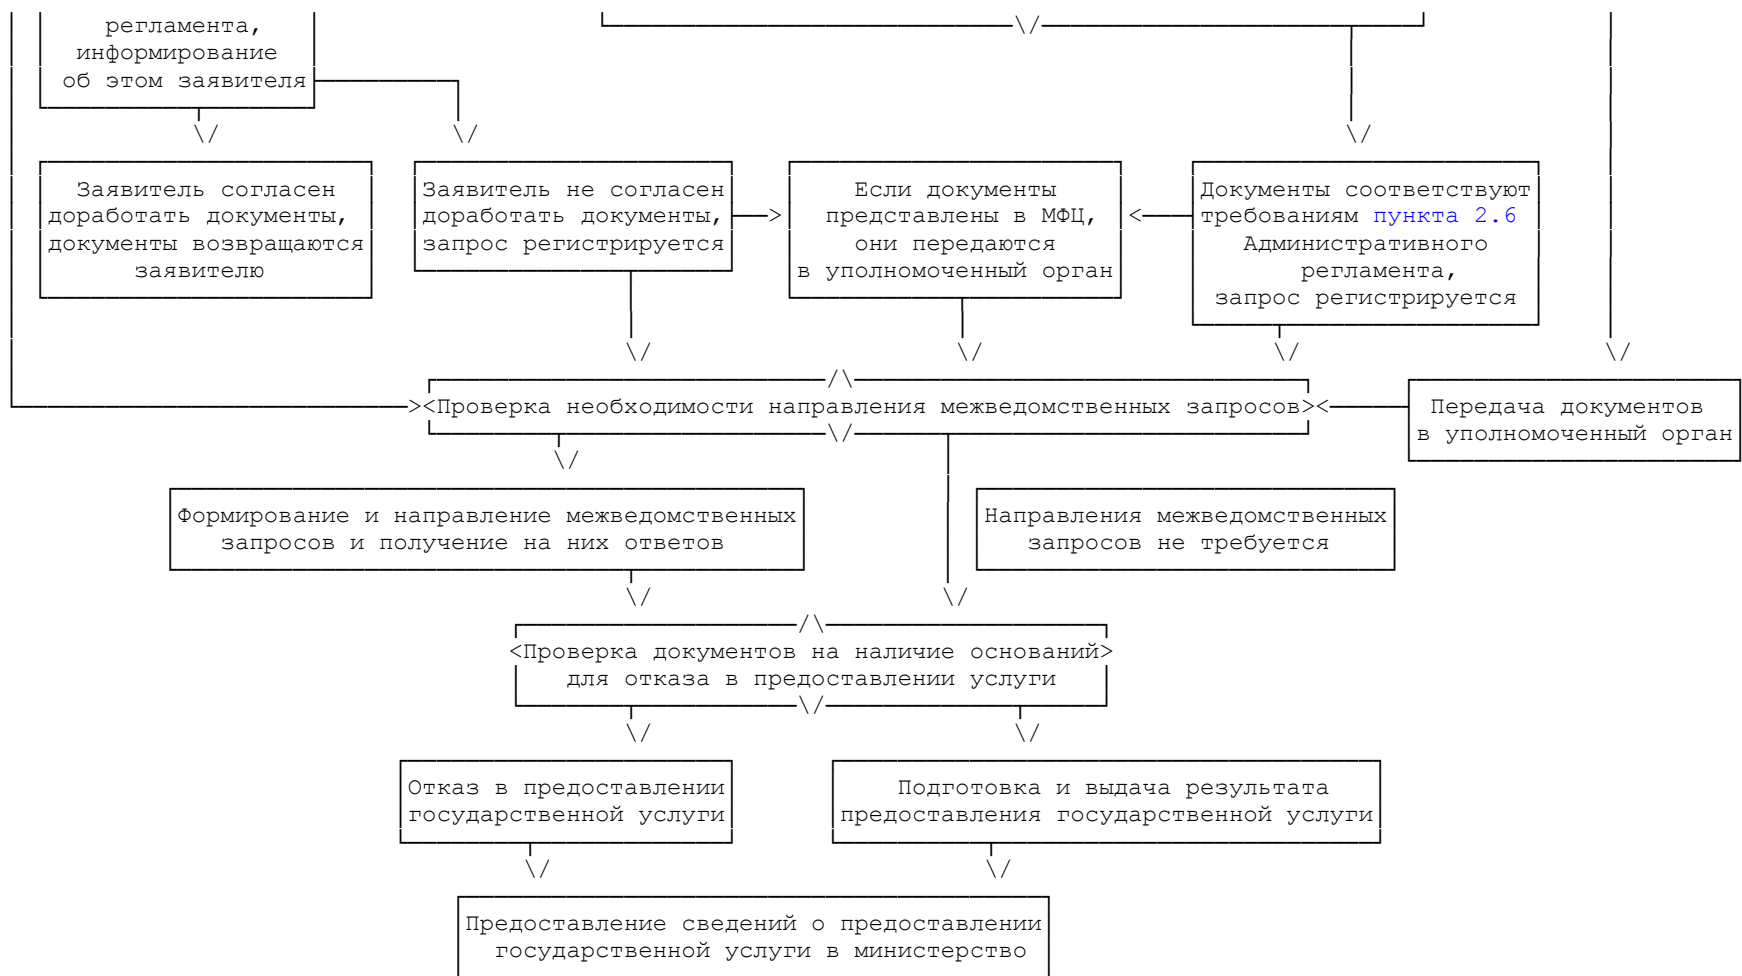 регламента,
информирование
об этом заявителя
Заявитель согласен
доработать документы,
документы возвращаются
заявителю
Заявитель не согласен
доработать документы,
запрос регистрируется
Если документы
представлены в МФЦ,
они передаются
в уполномоченный орган
Документы соответствуют
требованиям пункта 2.6
Административного
регламента,
запрос регистрируется
Проверка необходимости направления межведомственных запросов
Передача документов
в уполномоченный орган
Формирование и направление межведомственных
запросов и получение на них ответов
Направления межведомственных
запросов не требуется
Проверка документов на наличие оснований
для отказа в предоставлении услуги
Отказ в предоставлении
государственной услуги
Подготовка и выдача результата
предоставления государственной услуги
Предоставление сведений о предоставлении
государственной услуги в министерство